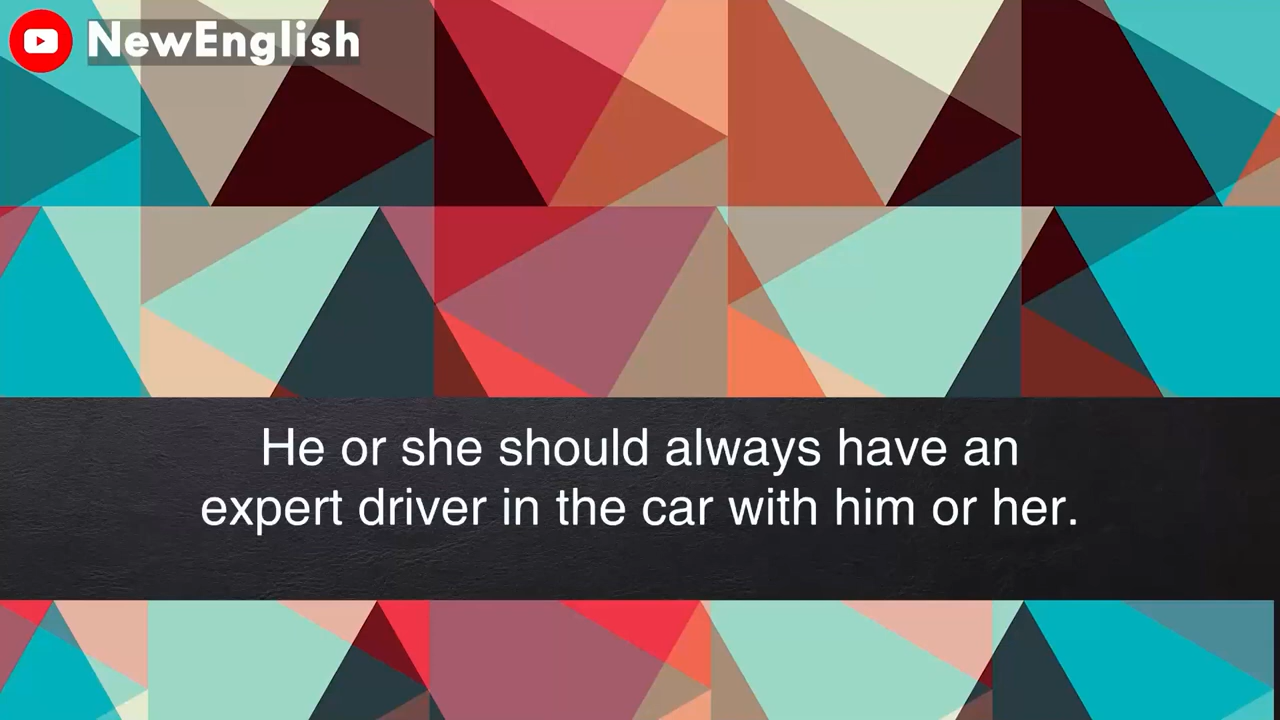 NewEnglish
He or she should always have an
expert driver in the car with him or her.